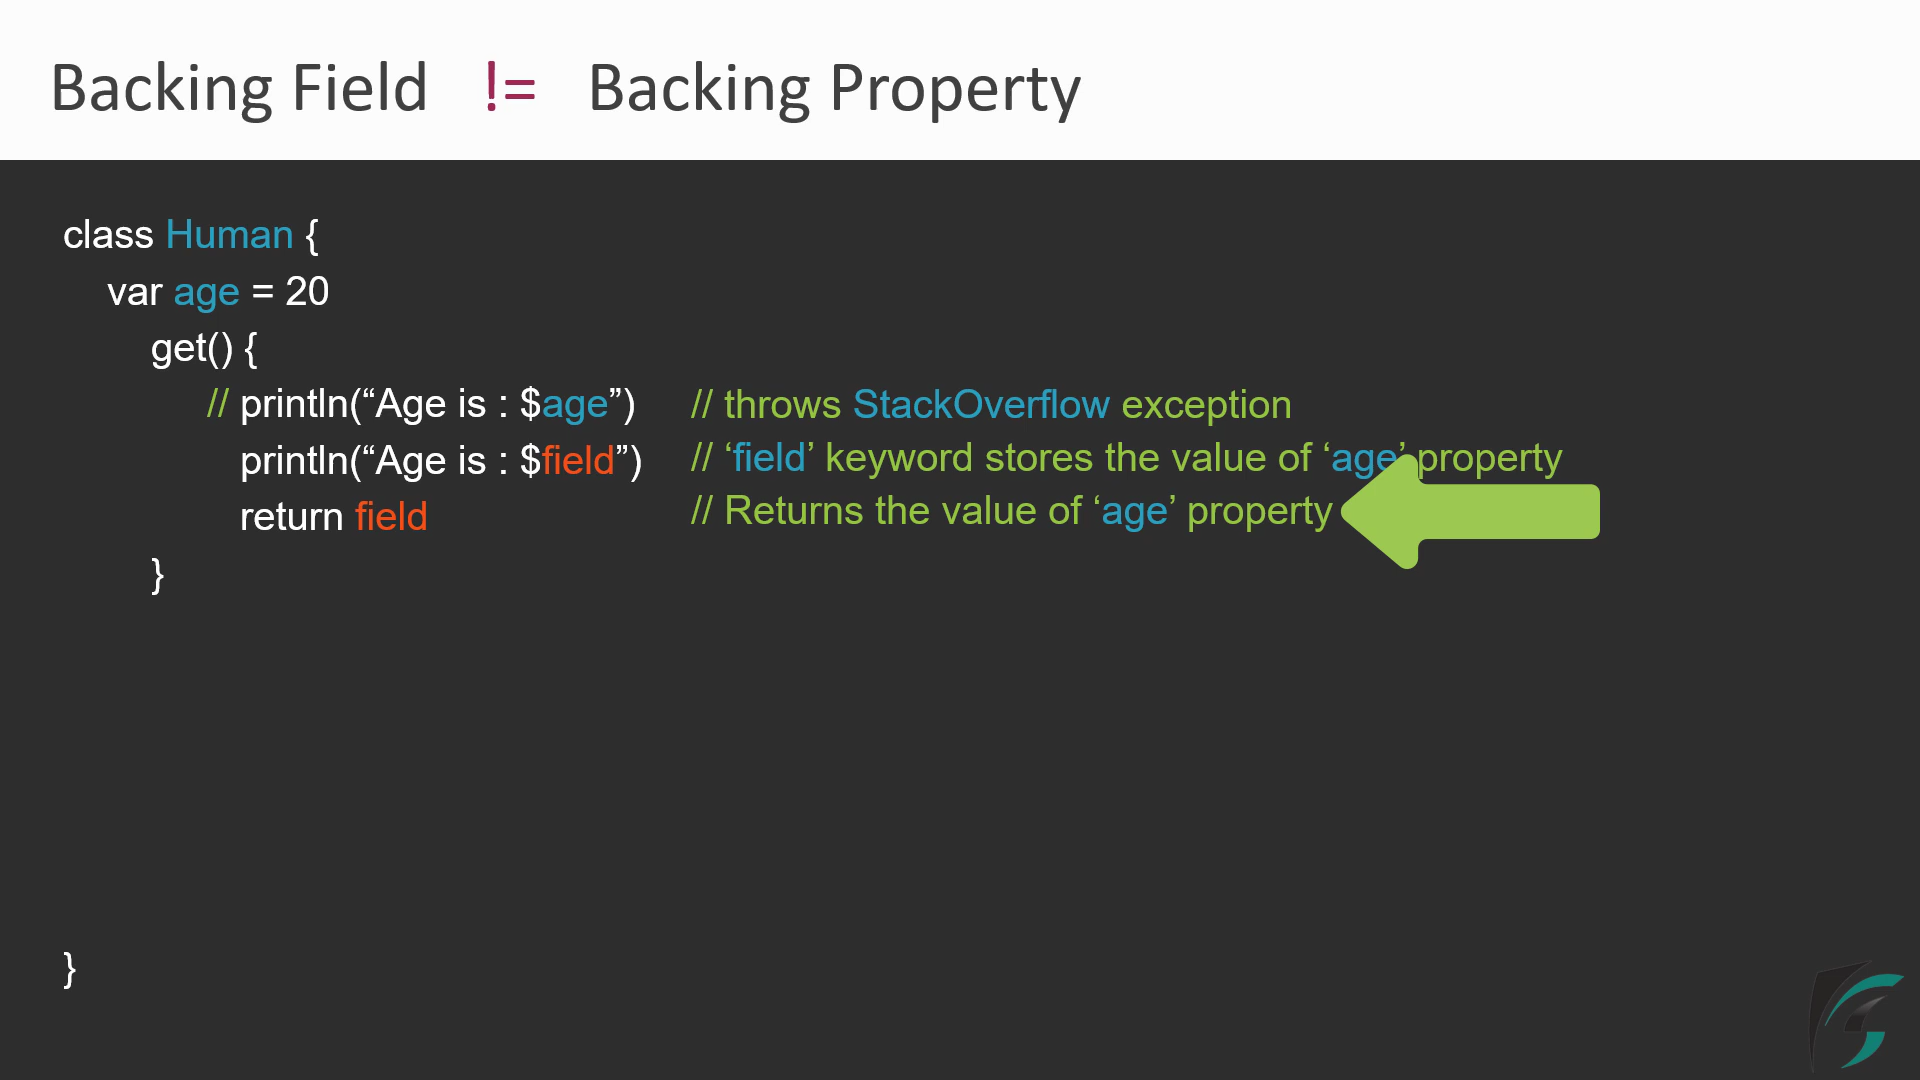 Backing Field != Backing Property
class Human {
var age = 20
get() {
// println(“Age is : $age”) // throws StackOverflow exception
println(“Age is : $field”) // ‘field’ keyword stores the value of ‘age’ property
return field // Returns the value of ‘age’ property
}
}